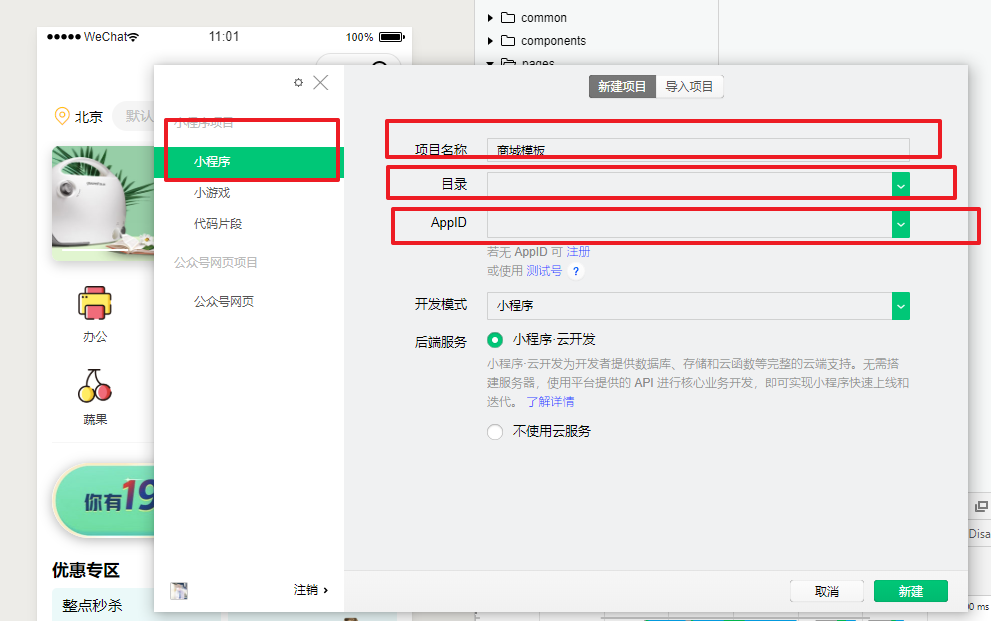 WeChat
11:01
100%
common
components
pages
北京
默认
小程序项目
小程序
小游戏
代码片段
公众号网页项目
公众号网页
注销
新建项目
导入项目
项目名称
商城模板
目录
AppID
若无 AppID 可 注册
或使用 测试号 ?
开发模式
小程序
后端服务
小程序·云开发
小程序·云开发为开发者提供数据库、存储和云函数等完整的云端支持。无需搭
建服务器，使用平台提供的 API 进行核心业务开发，即可实现小程序快速上线和
迭代。 了解详情
不使用云服务
取消
新建
办公
蔬果
你有19
优惠专区
整点秒杀
Disa
0 ms